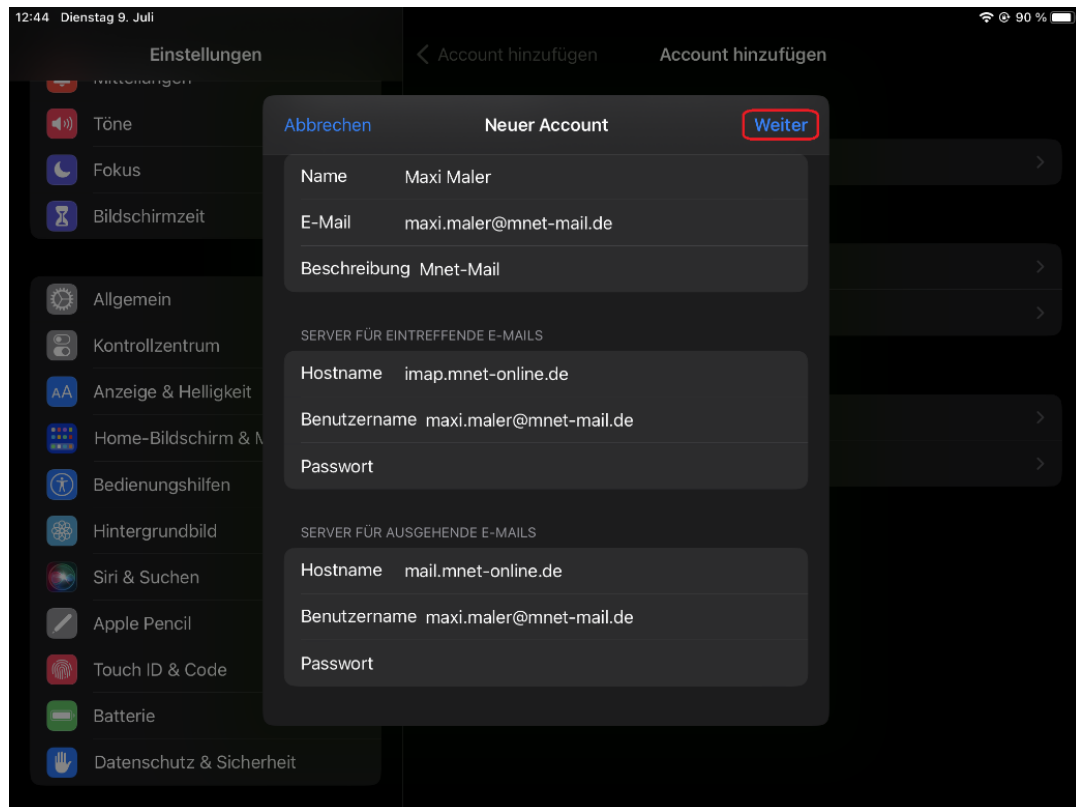 12:44 Dienstag 9. Juli
90 %
Einstellungen
Account hinzufügen
Account hinzufügen
Mitteilungen
Töne
Fokus
Bildschirmzeit
Allgemein
Kontrollzentrum
AA Anzeige & Helligkeit
Home-Bildschirm & M
Bedienungshilfen
Hintergrundbild
Siri & Suchen
Apple Pencil
Touch ID & Code
Batterie
Datenschutz & Sicherheit
Abbrechen
Neuer Account
Weiter
Name Maxi Maler
E-Mail maxi.maler@mnet-mail.de
Beschreibung Mnet-Mail
SERVER FÜR EINTREFFENDE E-MAILS
Hostname imap.mnet-online.de
Benutzername maxi.maler@mnet-mail.de
Passwort
SERVER FÜR AUSGEHENDE E-MAILS
Hostname mail.mnet-online.de
Benutzername maxi.maler@mnet-mail.de
Passwort